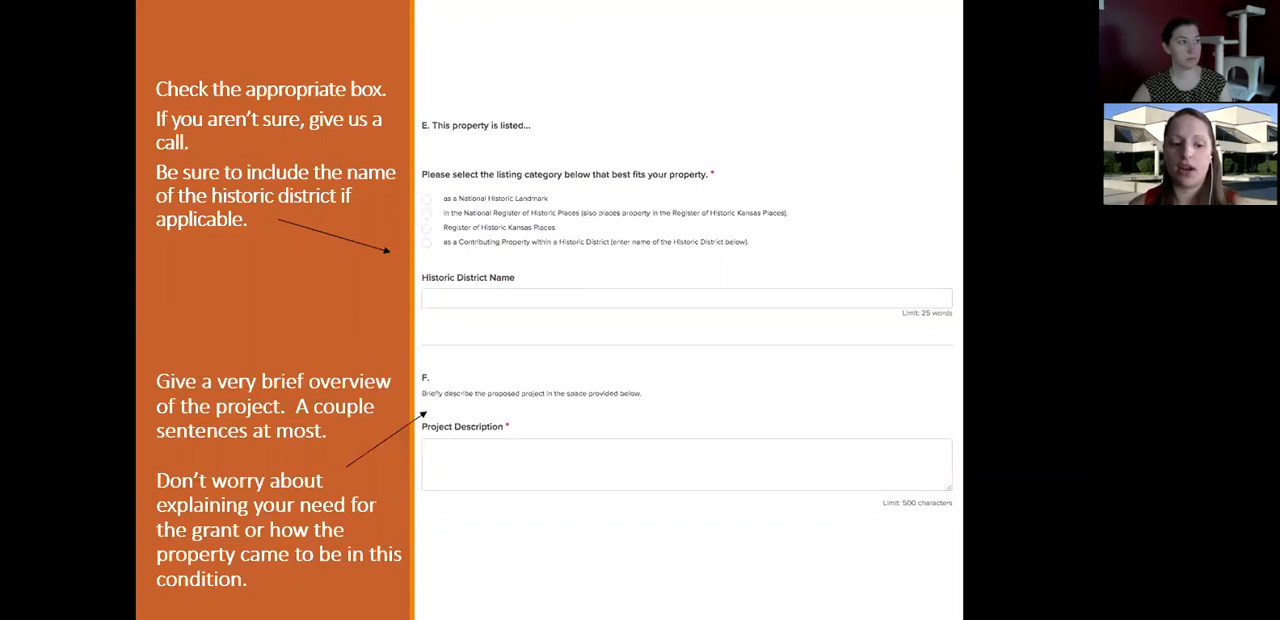 Check the appropriate box.
If you aren't sure, give us a
call.
Be sure to include the name
of the historic district if
applicable.
Give a very brief overview
of the project.  A couple
sentences at most.
Don't worry about
explaining your need for
the grant or how the
property came to be in this
condition.
E. This property is listed...
Please select the listing category below that best fits your property. *
as a National Historic Landmark
in the National Register of Historic Places (also places property in the Register of Historic Kansas Places).
Register of Historic Kansas Places
as a Contributing Property within a Historic District (enter name of the Historic District below).
Historic District Name
Limit: 25 words
F.
Briefly describe the proposed project in the space provided below.
Project Description *
Limit: 500 characters